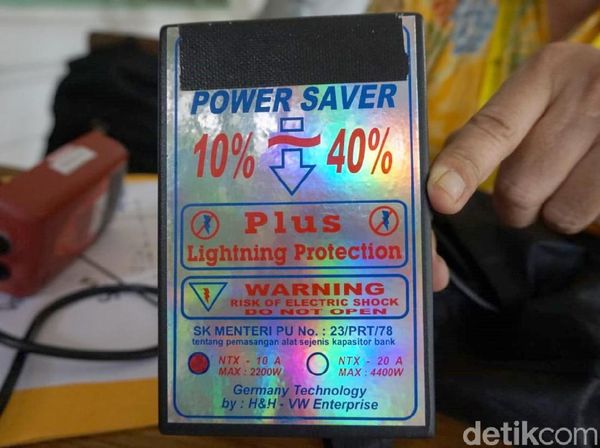 POWER SAVER
10% ~ 40%
Plus
Lightning Protection
WARNING
RISK OF ELECTRIC SHOCK
DO NOT OPEN
SK MENTERI PU No. : 23/PRT/78
tentang pemasangan alat sejenis kapasitor bank
NTX - 10 A
MAX : 2200W
NTX - 20 A
MAX : 4400W
Germany Technology
by : H&H - VW Enterprise
detikcom